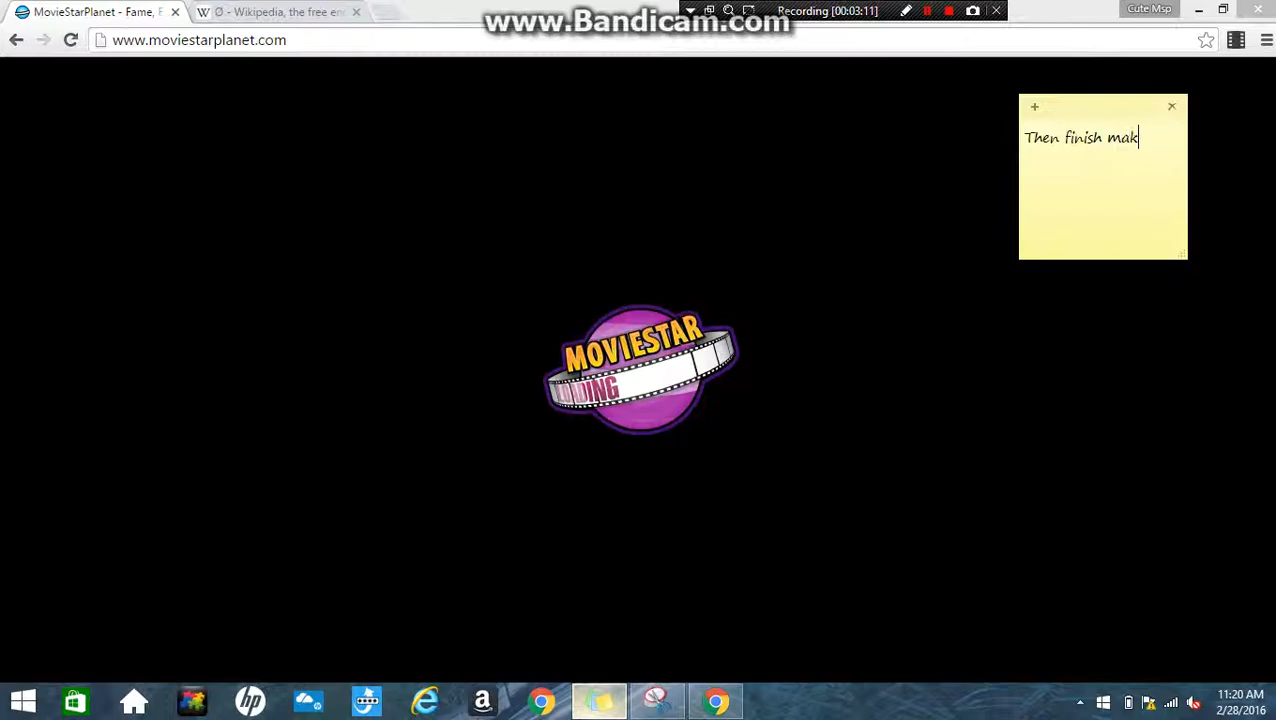 MovieStarPlanet - Fame, F
Ø - Wikipedia, the free en
www.Bandicam.com
Recording [00:03:11]
Cute Msp
www.moviestarplanet.com
Then finish mak
MOVIESTAR
LOADING
hp
a
11:20 AM
2/28/2016